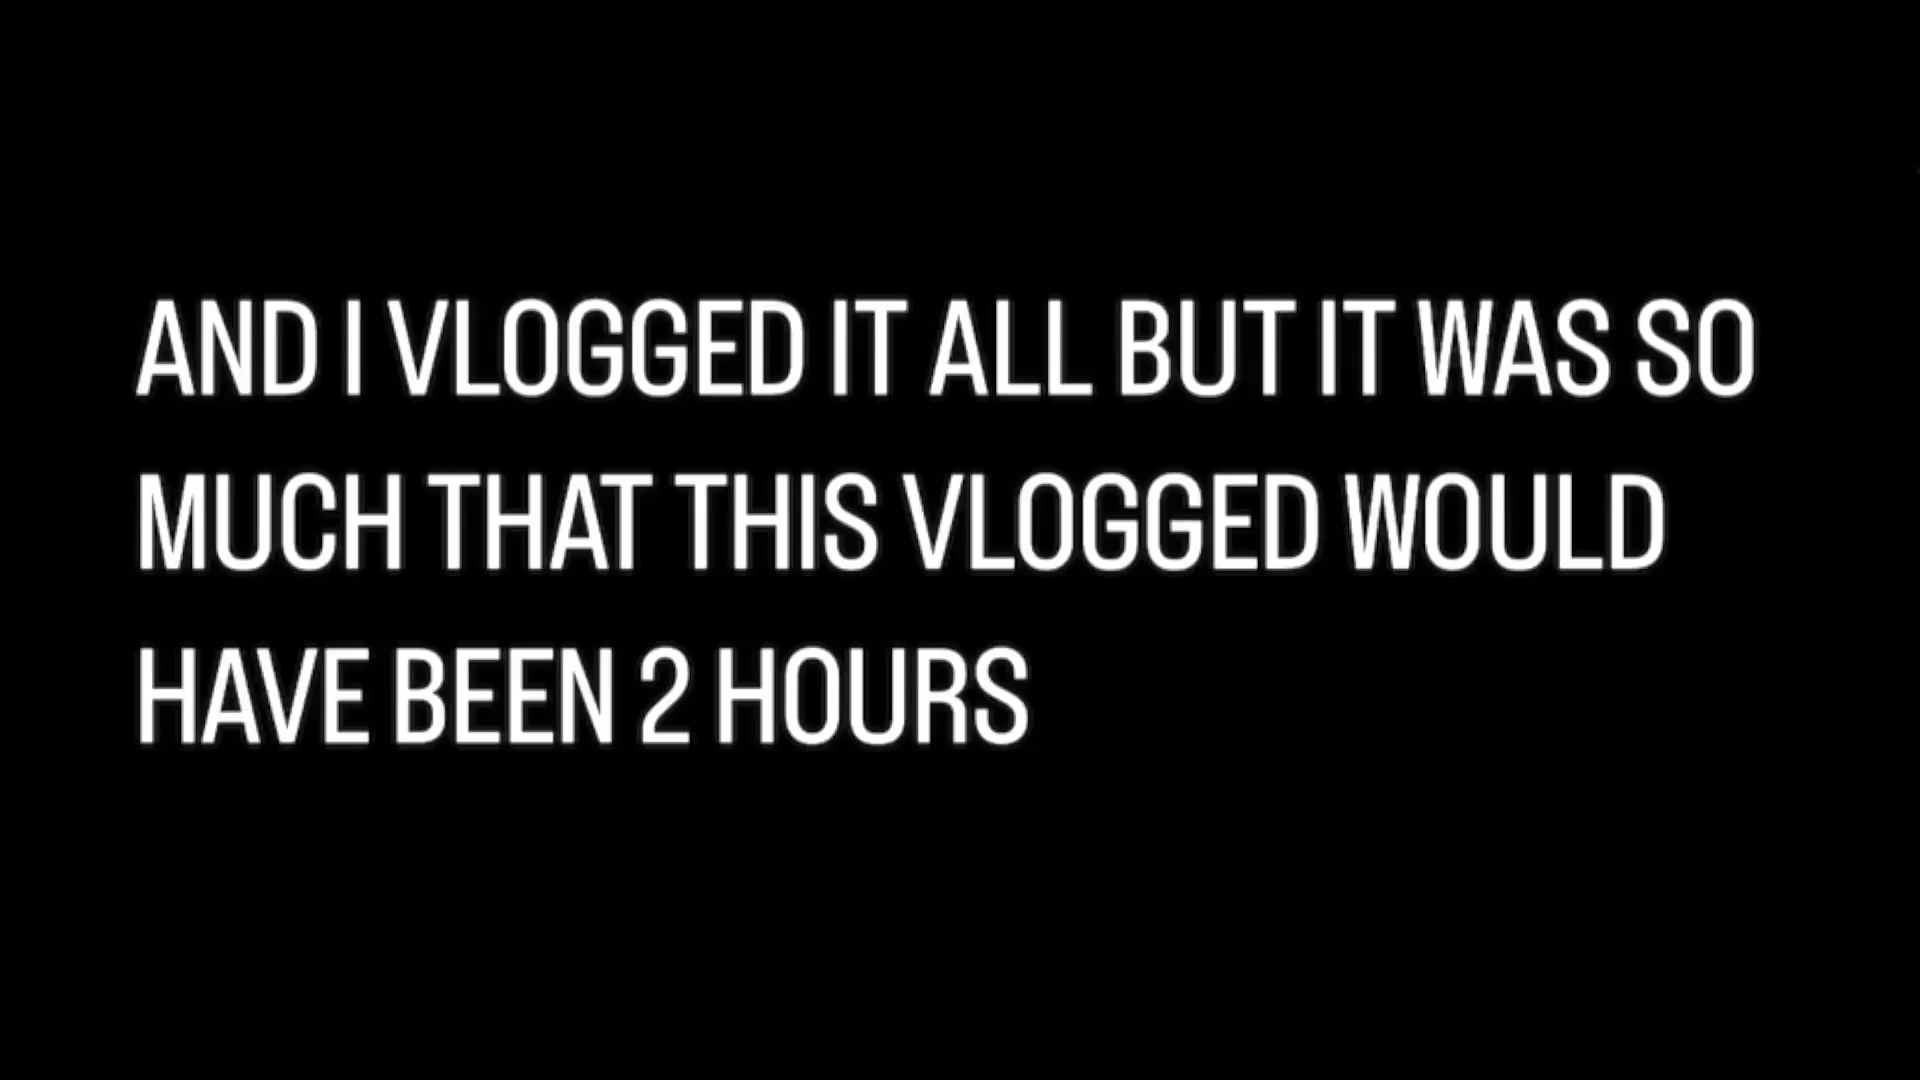 AND I VLOGGED IT ALL BUT IT WAS SO
MUCH THAT THIS VLOGGED WOULD
HAVE BEEN 2 HOURS